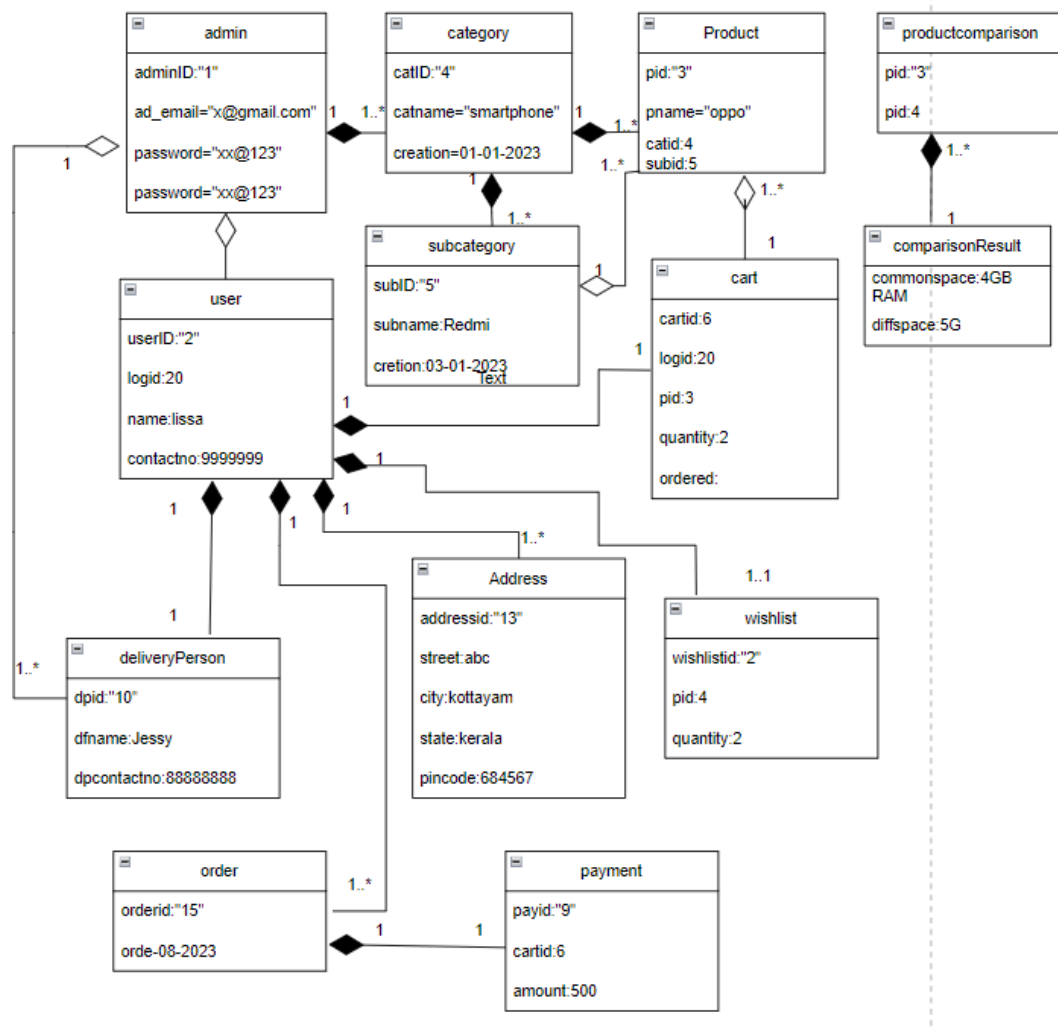 admin
adminID:"1"
ad_email="x@gmail.com"
password="xx@123"
password="xx@123"
1
1..*
1
category
catID:"4"
catname="smartphone"
creation=01-01-2023
1
1..*
1
1..*
Product
pid:"3"
pname="oppo"
catid:4
subid:5
1..*
1..*
1
productcomparison
pid:"3"
pid:4
1..*
1
subcategory
subID:"5"
subname:Redmi
cretion:03-01-2023
Text
1
comparisonResult
commonspace:4GB
RAM
diffspace:5G
user
userID:"2"
logid:20
name:lissa
contactno:9999999
1
1
1
1
1
1
cart
cartid:6
logid:20
pid:3
quantity:2
ordered:
1..*
1..1
1
1..*
Address
addressid:"13"
street:abc
city:kottayam
state:kerala
pincode:684567
wishlist
wishlistid:"2"
pid:4
quantity:2
deliveryPerson
dpid:"10"
dfname:Jessy
dpcontactno:88888888
order
orderid:"15"
orde-08-2023
1..*
1
1
payment
payid:"9"
cartid:6
amount:500